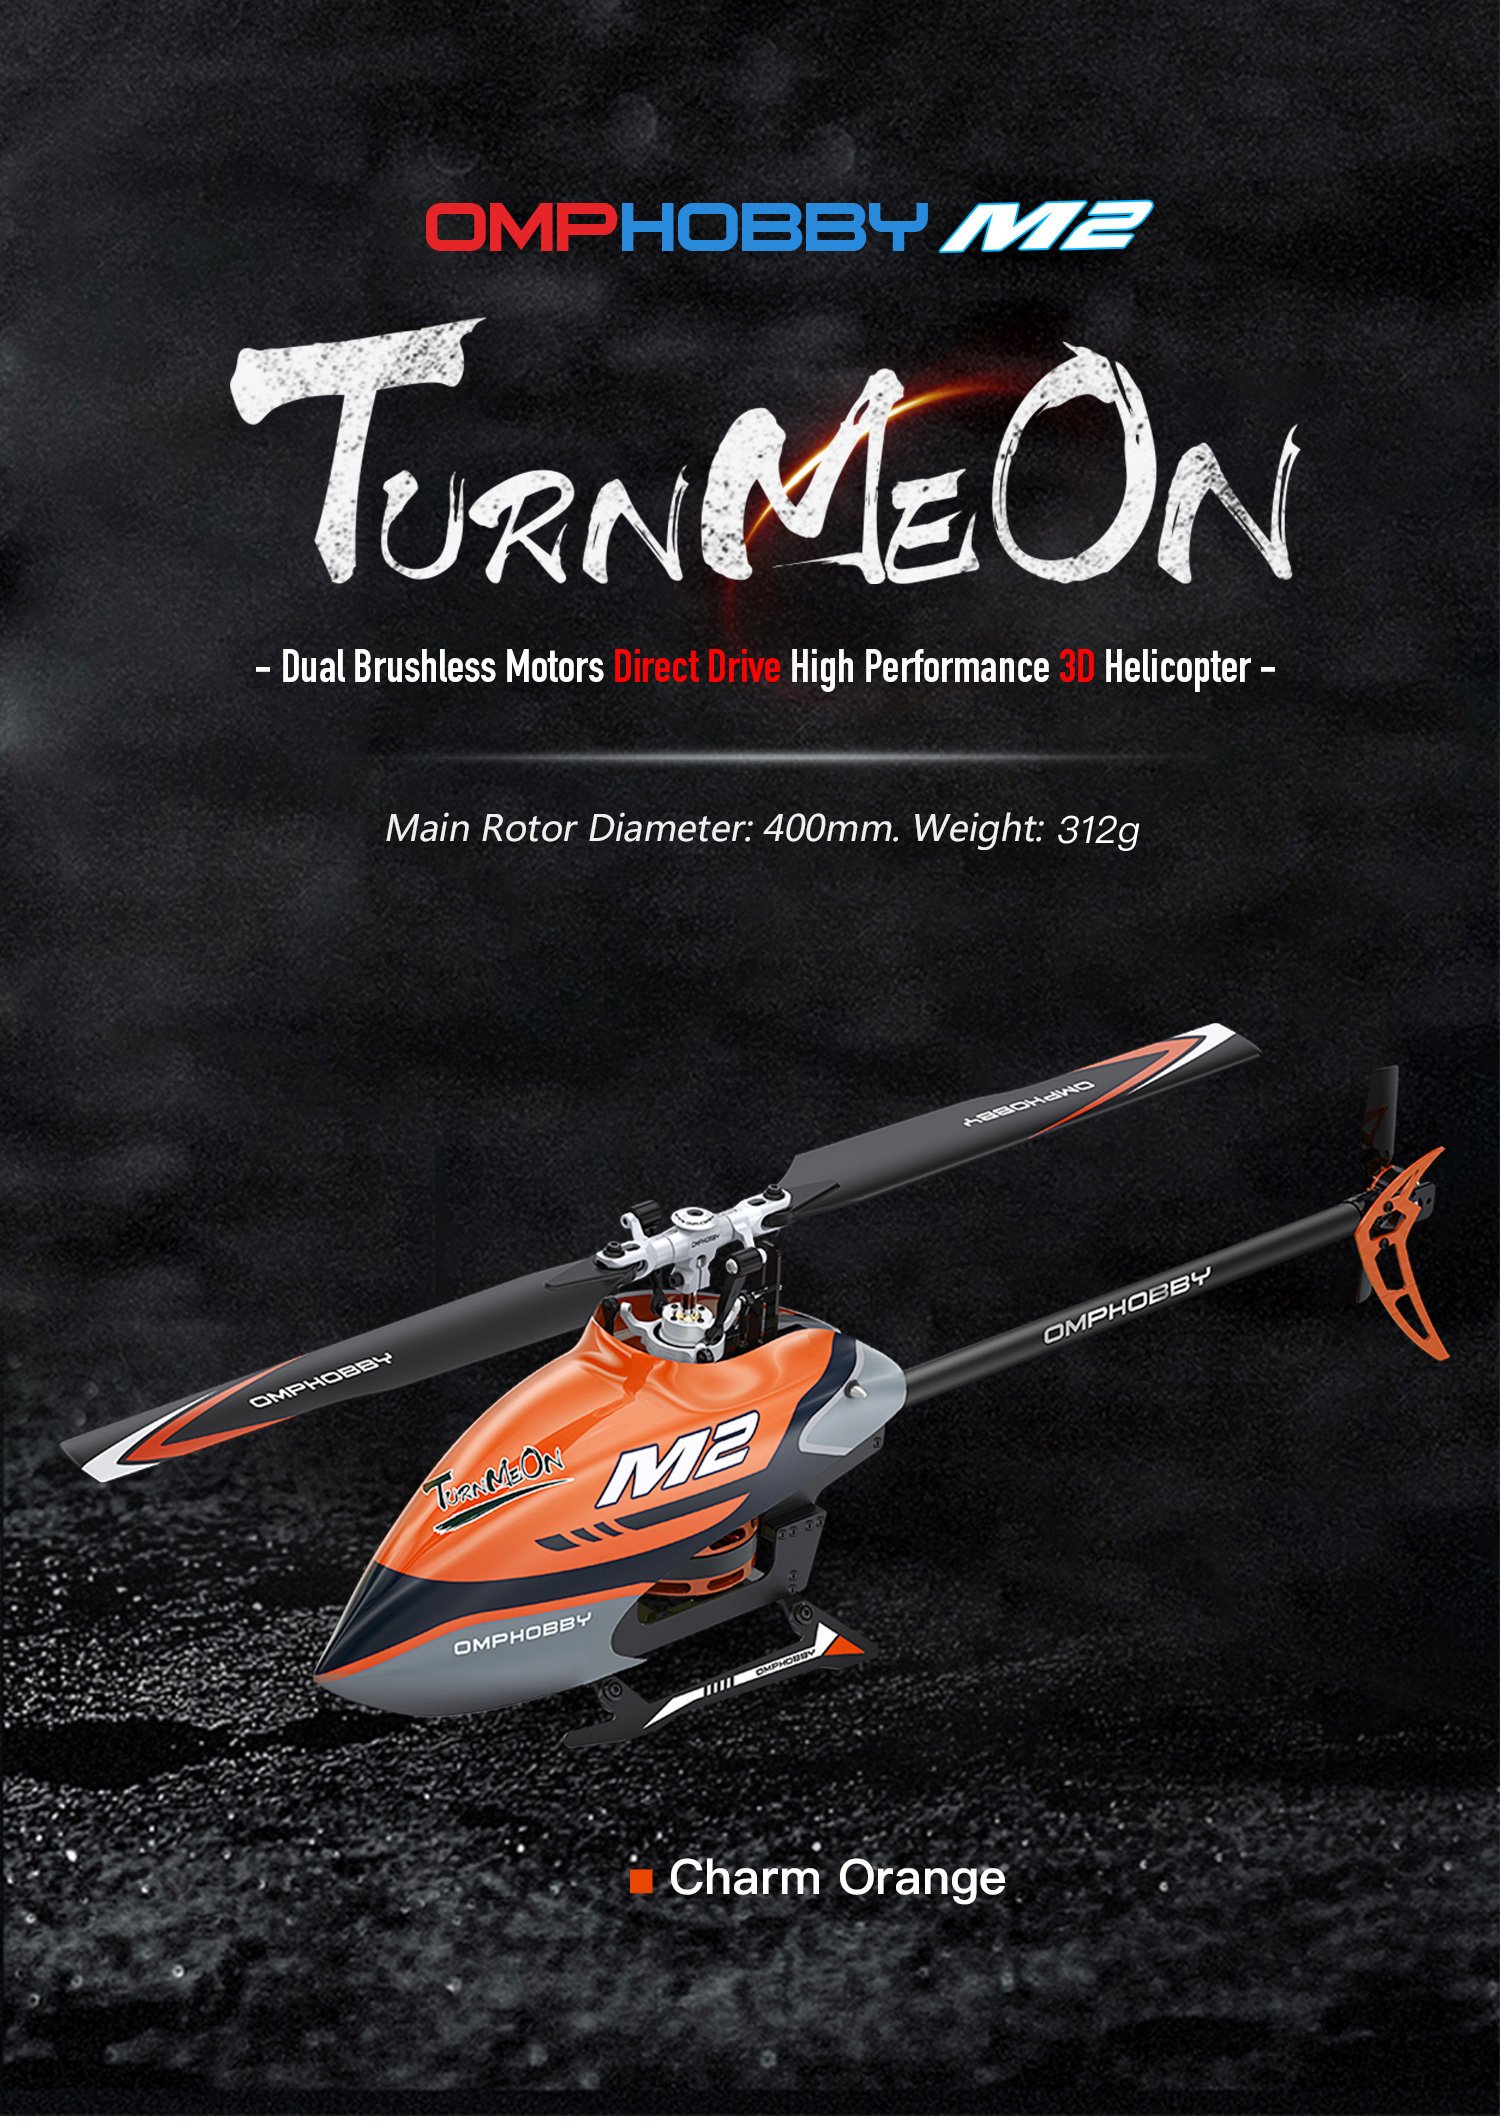 OMPHOBBY M2
TURNMEON
- Dual Brushless Motors Direct Drive High Performance 3D Helicopter -
Main Rotor Diameter: 400mm. Weight: 312g
OMPHOBBY
OMPHOBBY
OMPHOBBY
OMPHOBBY
M2
TURNMEON
OMPHOBBY
OMPHOBBY
Charm Orange